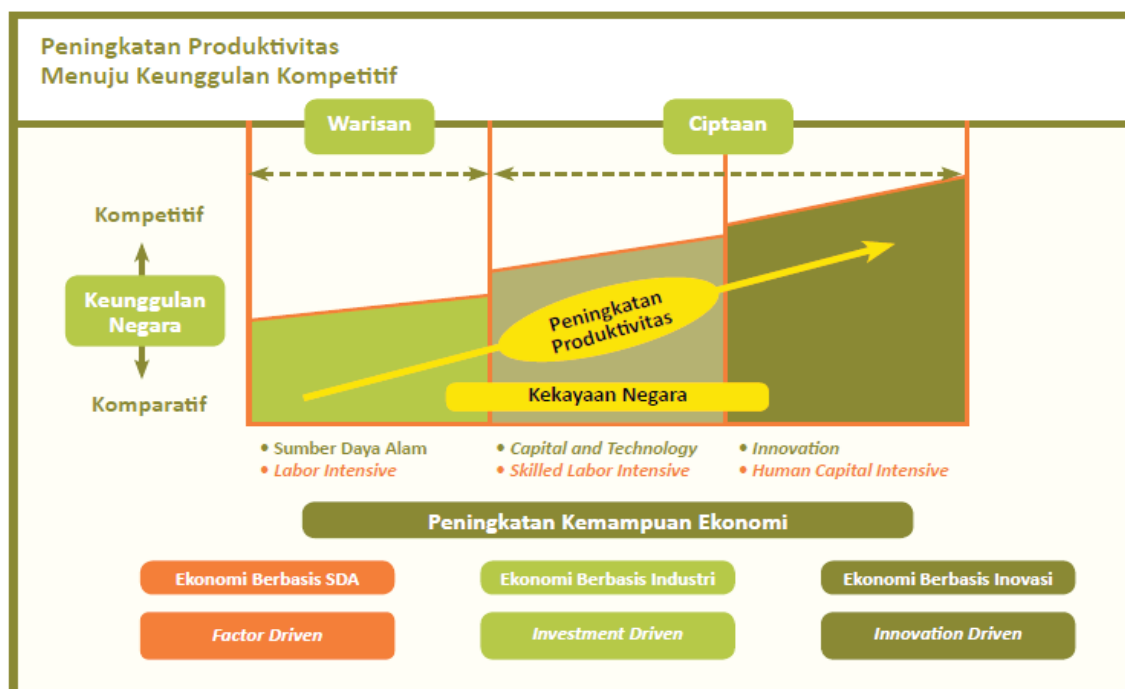 Peningkatan Produktivitas
Menuju Keunggulan Kompetitif
Warisan
Ciptaan
Kompetitif
Keunggulan
Negara
Komparatif
Peningkatan
Produktivitas
Kekayaan Negara
• Sumber Daya Alam
• Labor Intensive
• Capital and Technology
• Skilled Labor Intensive
• Innovation
• Human Capital Intensive
Peningkatan Kemampuan Ekonomi
Ekonomi Berbasis SDA
Ekonomi Berbasis Industri
Ekonomi Berbasis Inovasi
Factor Driven
Investment Driven
Innovation Driven